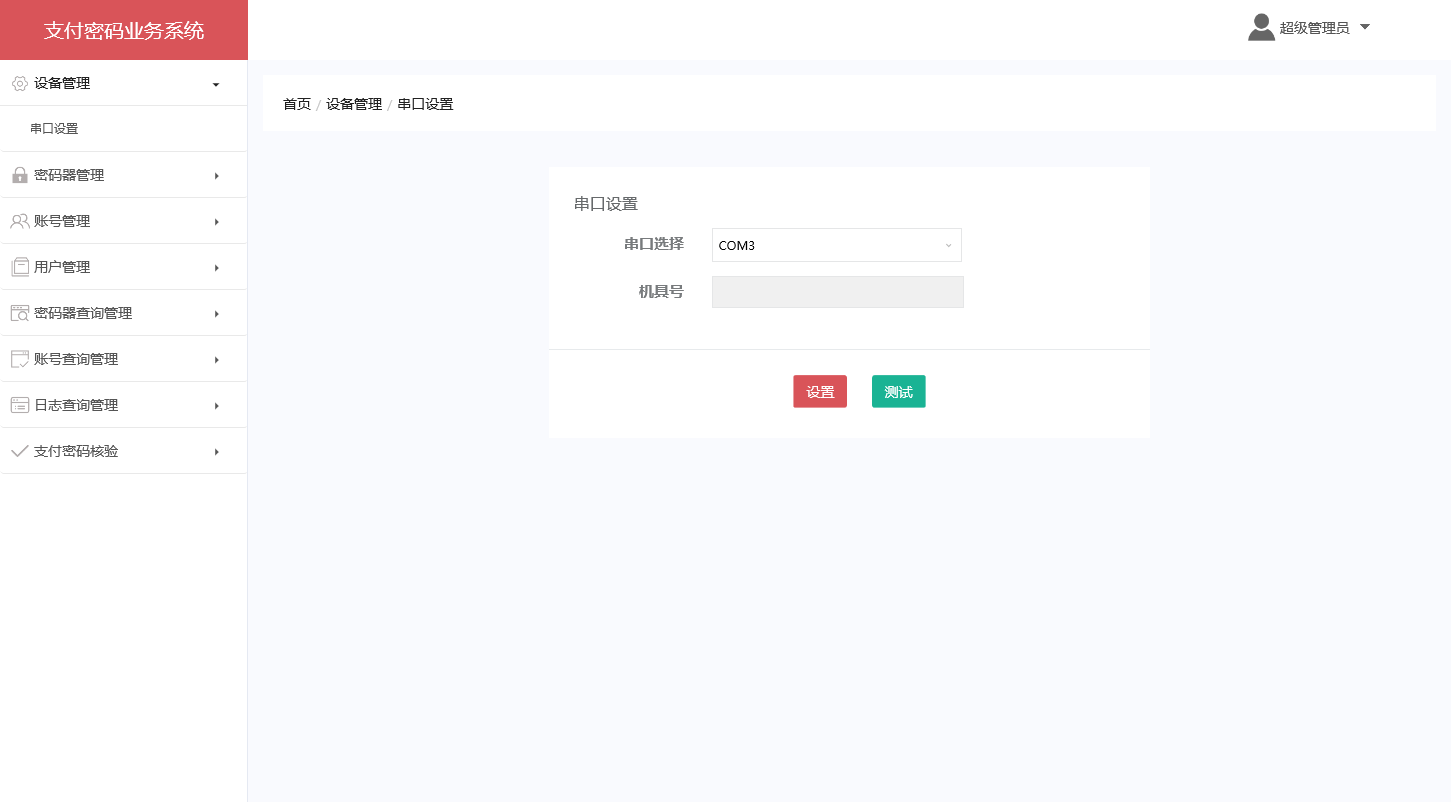 支付密码业务系统
超级管理员
设备管理
串口设置
密码器管理
账号管理
用户管理
密码器查询管理
账号查询管理
日志查询管理
支付密码核验
首页 / 设备管理 / 串口设置
串口设置
串口选择 COM3
机具号
设置 测试